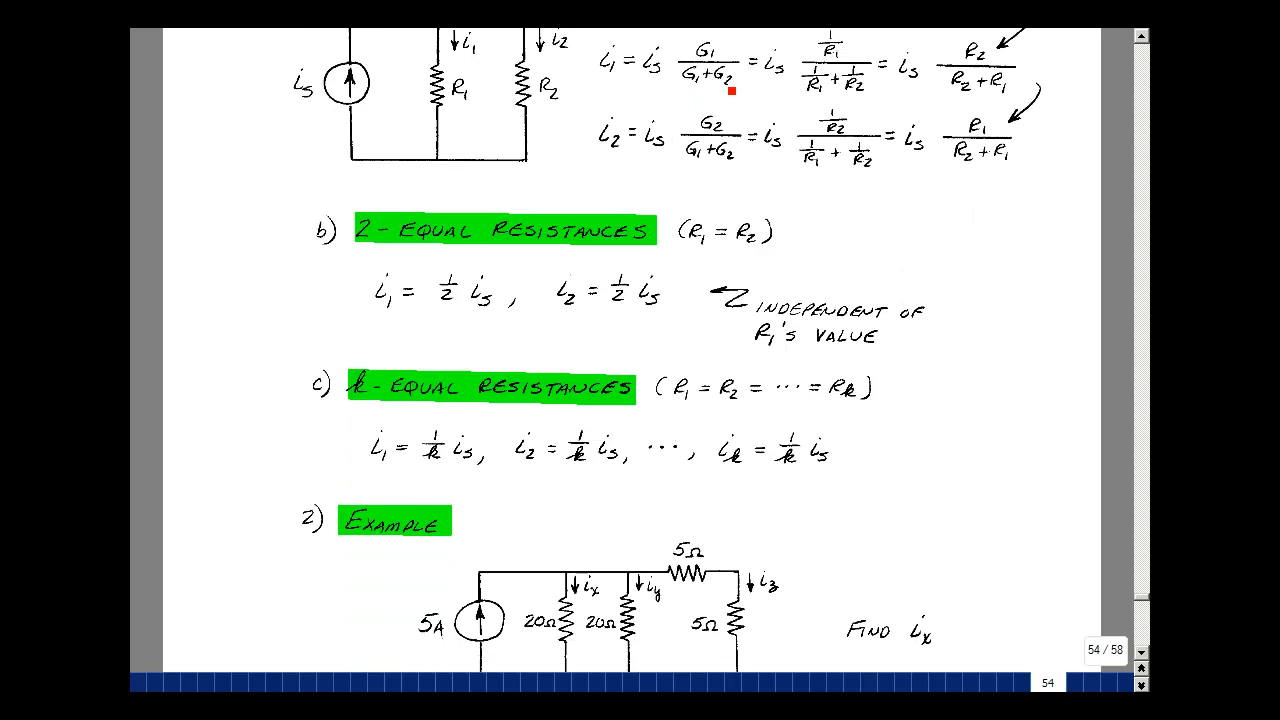 i₁ i₂
i₁ = iₛ G₁/(G₁+G₂) = iₛ (1/R₁)/(1/R₁ + 1/R₂) = iₛ R₂/(R₂+R₁)
iₛ R₁ R₂
i₂ = iₛ G₂/(G₁+G₂) = iₛ (1/R₂)/(1/R₁ + 1/R₂) = iₛ R₁/(R₂+R₁)
b) 2 - EQUAL RESISTANCES (R₁ = R₂)
i₁ = 1/2 iₛ , i₂ = 1/2 iₛ
INDEPENDENT OF
R₁'S VALUE
c) k - EQUAL RESISTANCES (R₁ = R₂ = ··· = Rₖ)
i₁ = 1/k iₛ, i₂ = 1/k iₛ, ··· , iₖ = 1/k iₛ
2) EXAMPLE
5Ω
iₓ i_y i_z
5A 20Ω 20Ω 5Ω FIND iₓ
54 / 58
54